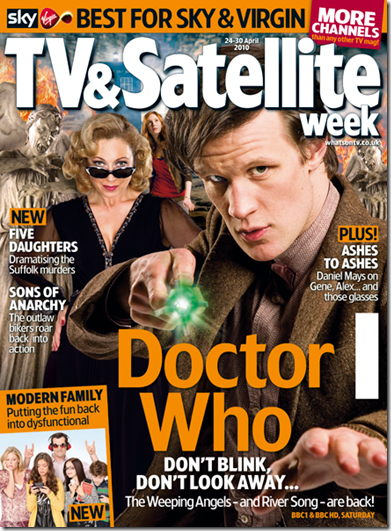 sky Virgin BEST FOR SKY & VIRGIN
MORE
CHANNELS
than any other TV mag!
24-30 April
2010
TV&Satellite
week
whatsontv.co.uk
NEW
FIVE
DAUGHTERS
Dramatising the
Suffolk murders
SONS OF
ANARCHY
The outlaw
bikers roar
back into
action
PLUS!
ASHES
TO ASHES
Daniel Mays on
Gene, Alex... and
those glasses
Doctor
Who
DON'T BLINK,
DON'T LOOK AWAY...
The Weeping Angels – and River Song – are back!
BBC1 & BBC HD, SATURDAY
MODERN FAMILY
Putting the fun back
into dysfunctional
NEW!